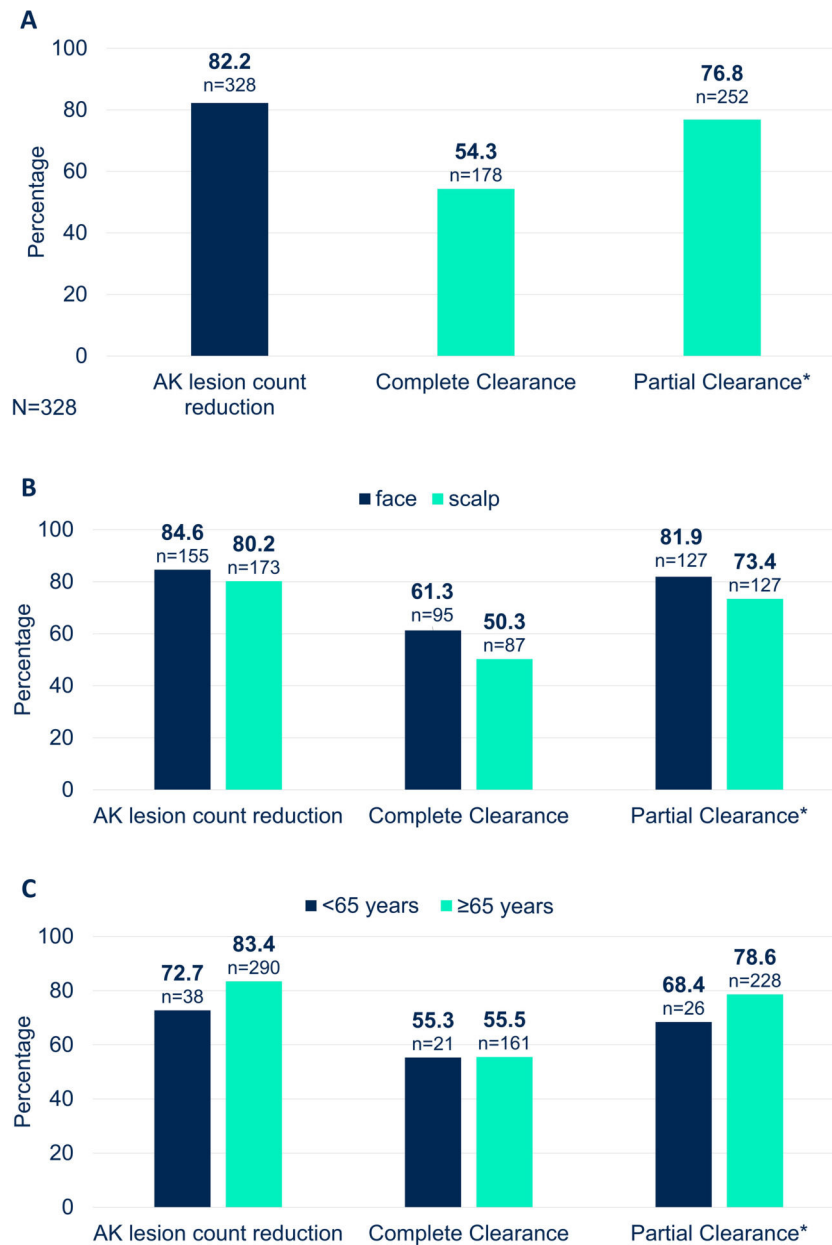 A
100
80
60
40
20
0
Percentage
82.2
n=328
54.3
n=178
76.8
n=252
AK lesion count
reduction
Complete Clearance
Partial Clearance*
N=328
B
face scalp
100
80
60
40
20
0
Percentage
84.6
n=155
80.2
n=173
61.3
n=95
50.3
n=87
81.9
n=127
73.4
n=127
AK lesion count reduction
Complete Clearance
Partial Clearance*
C
<65 years ≥65 years
100
80
60
40
20
0
Percentage
72.7
n=38
83.4
n=290
55.3
n=21
55.5
n=161
68.4
n=26
78.6
n=228
AK lesion count reduction
Complete Clearance
Partial Clearance*